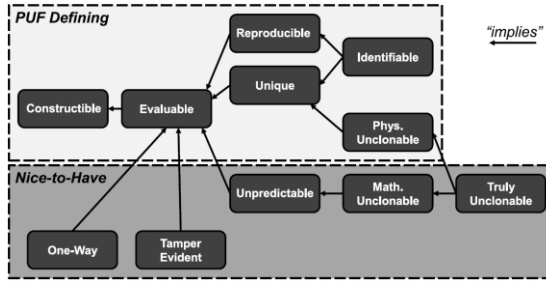 PUF Defining
Reproducible
"implies"
Identifiable
Unique
Constructible
Evaluable
Phys.
Unclonable
Nice-to-Have
Unpredictable
Math.
Unclonable
Truly
Unclonable
One-Way
Tamper
Evident